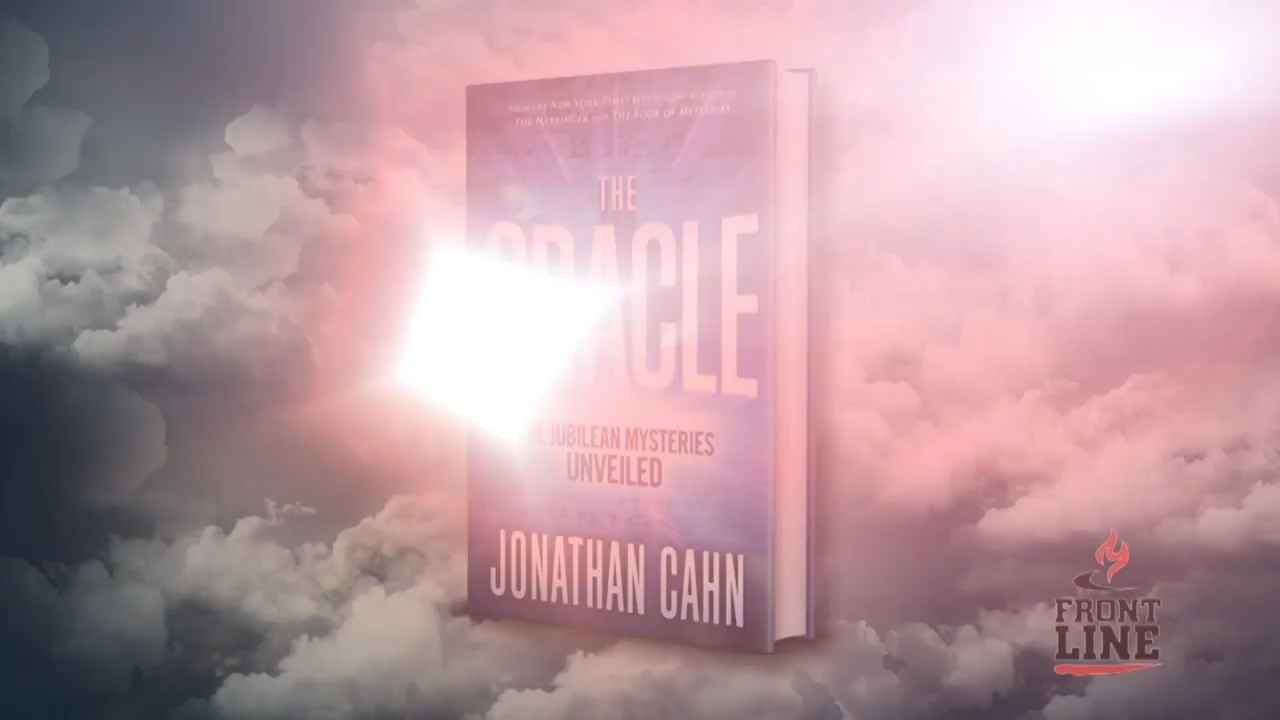 FROM THE NEW YORK TIMES BESTSELLING AUTHOR OF
THE HARBINGER AND THE BOOK OF MYSTERIES
THE
ORACLE
JUBILEAN MYSTERIES
UNVEILED
JONATHAN CAHN
FRONT
LINE